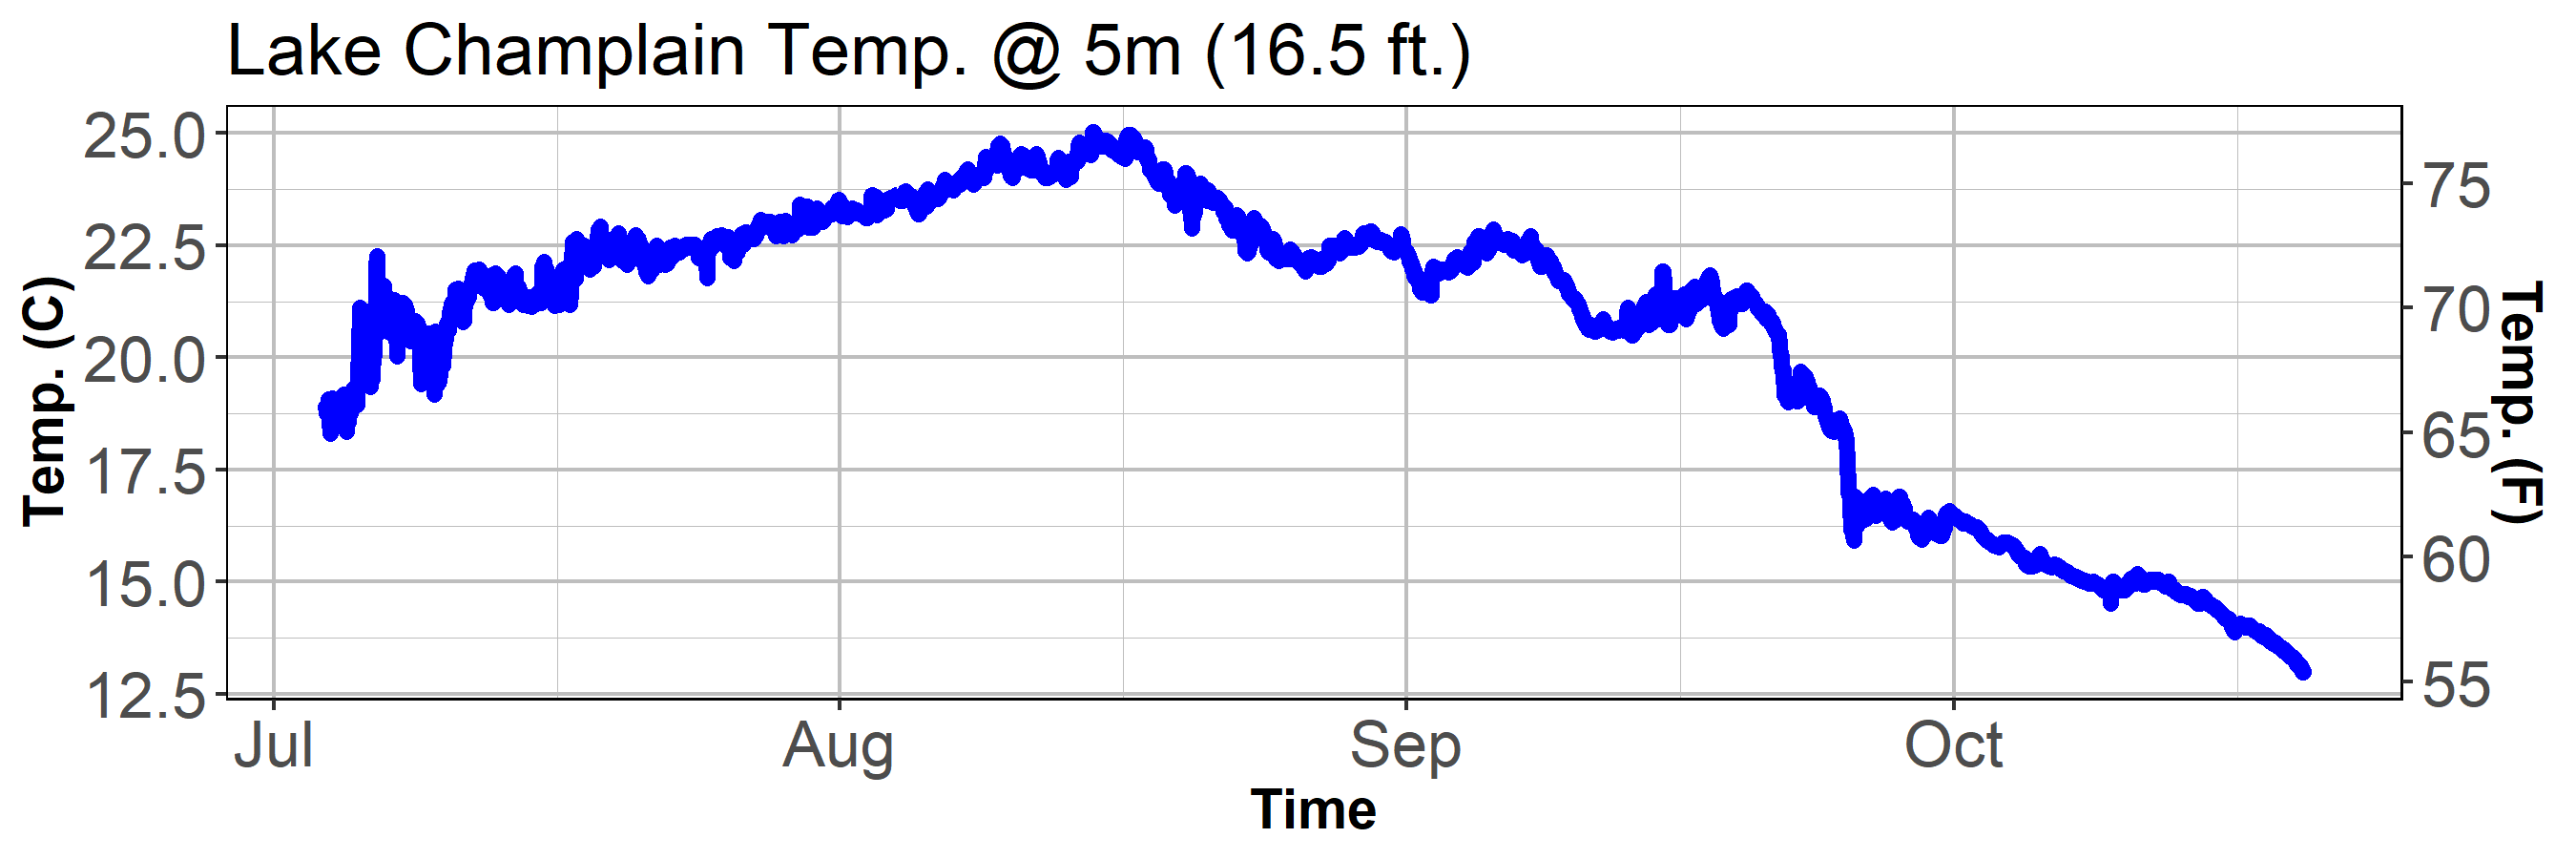 Lake Champlain Temp. @ 5m (16.5 ft.)
25.0
22.5
20.0
17.5
15.0
12.5
Temp. (C)
75
70
65
60
55
Temp. (F)
Jul Aug Sep Oct
Time